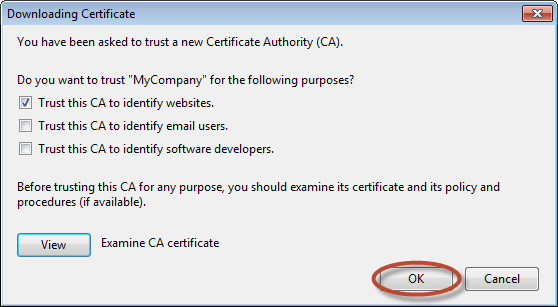 Downloading Certificate
You have been asked to trust a new Certificate Authority (CA).
Do you want to trust "MyCompany" for the following purposes?
Trust this CA to identify websites.
Trust this CA to identify email users.
Trust this CA to identify software developers.
Before trusting this CA for any purpose, you should examine its certificate and its policy and
procedures (if available).
View Examine CA certificate
OK Cancel